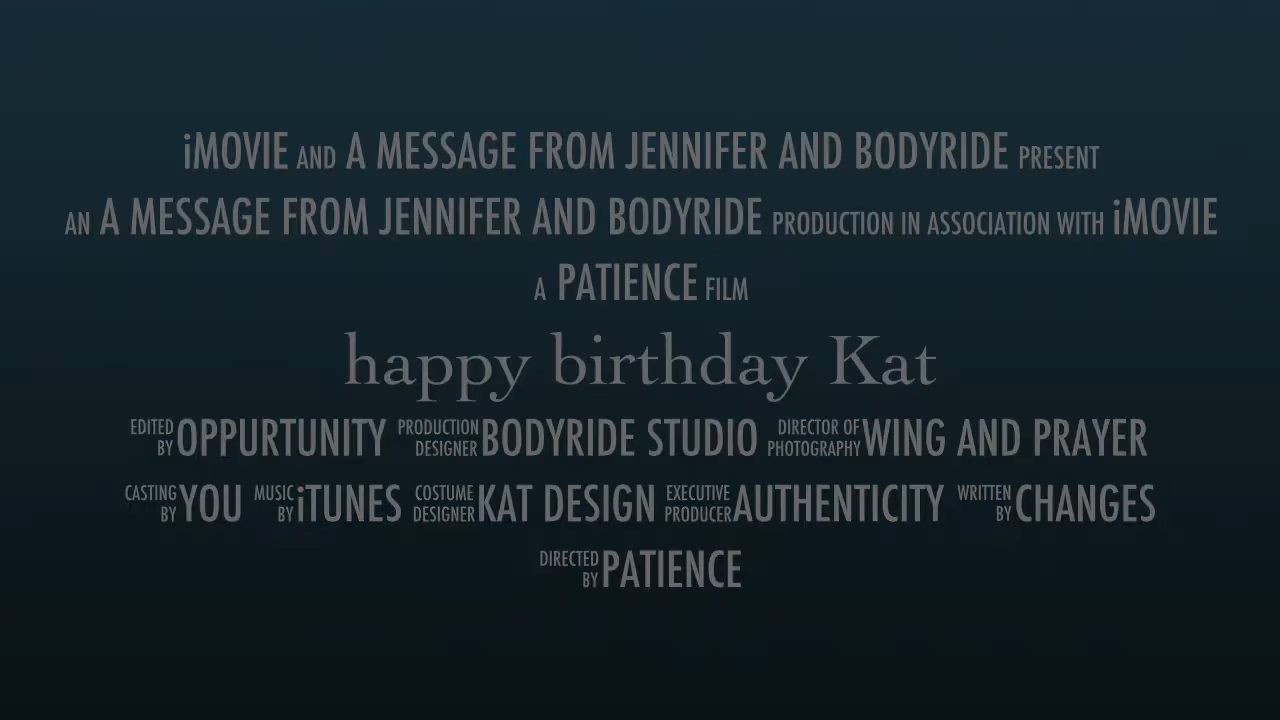 iMOVIE AND A MESSAGE FROM JENNIFER AND BODYRIDE PRESENT
AN A MESSAGE FROM JENNIFER AND BODYRIDE PRODUCTION IN ASSOCIATION WITH iMOVIE
A PATIENCE FILM
happy birthday Kat
EDITED BY OPPURTUNITY PRODUCTION DESIGNER BODYRIDE STUDIO DIRECTOR OF PHOTOGRAPHY WING AND PRAYER
CASTING BY YOU MUSIC BY iTUNES COSTUME DESIGNER KAT DESIGN EXECUTIVE PRODUCER AUTHENTICITY WRITTEN BY CHANGES
DIRECTED BY PATIENCE